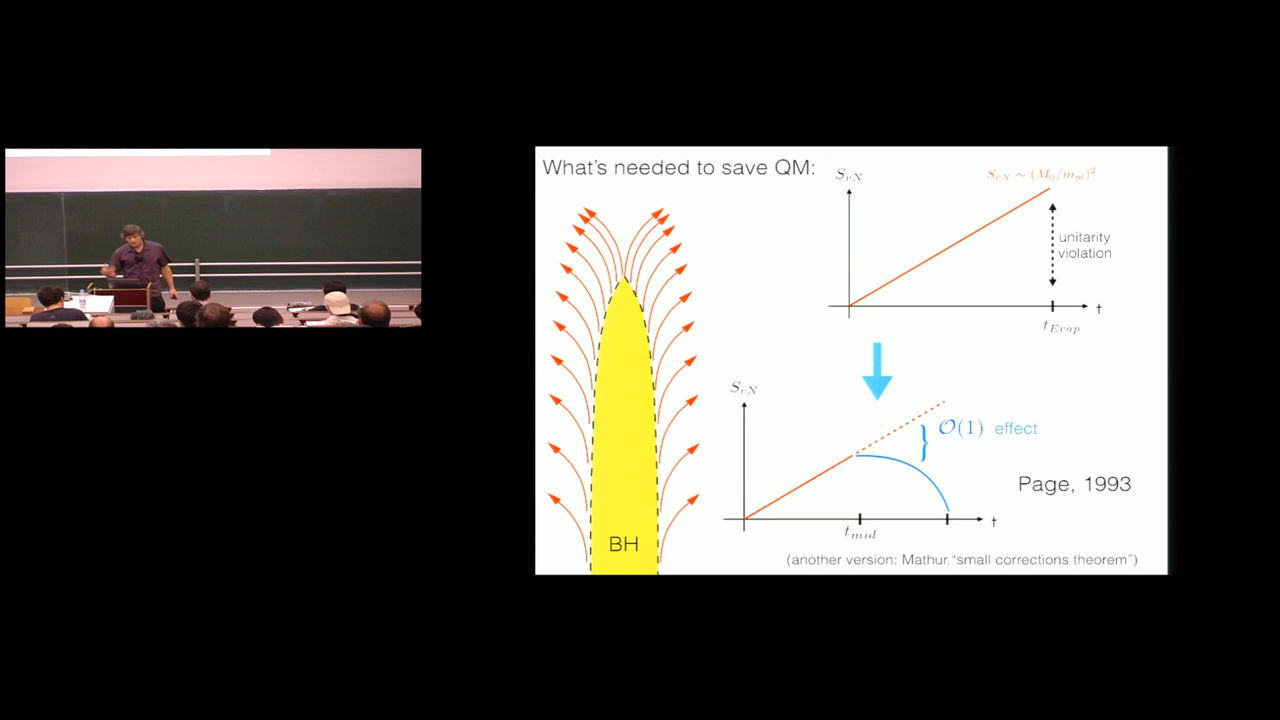 What's needed to save QM:
S_vN
S_vN ~ (M_0/m_pl)^2
unitarity
violation
t
t_Evap
S_vN
O(1) effect
Page, 1993
BH
t
t_mid
(another version: Mathur,"small corrections theorem")